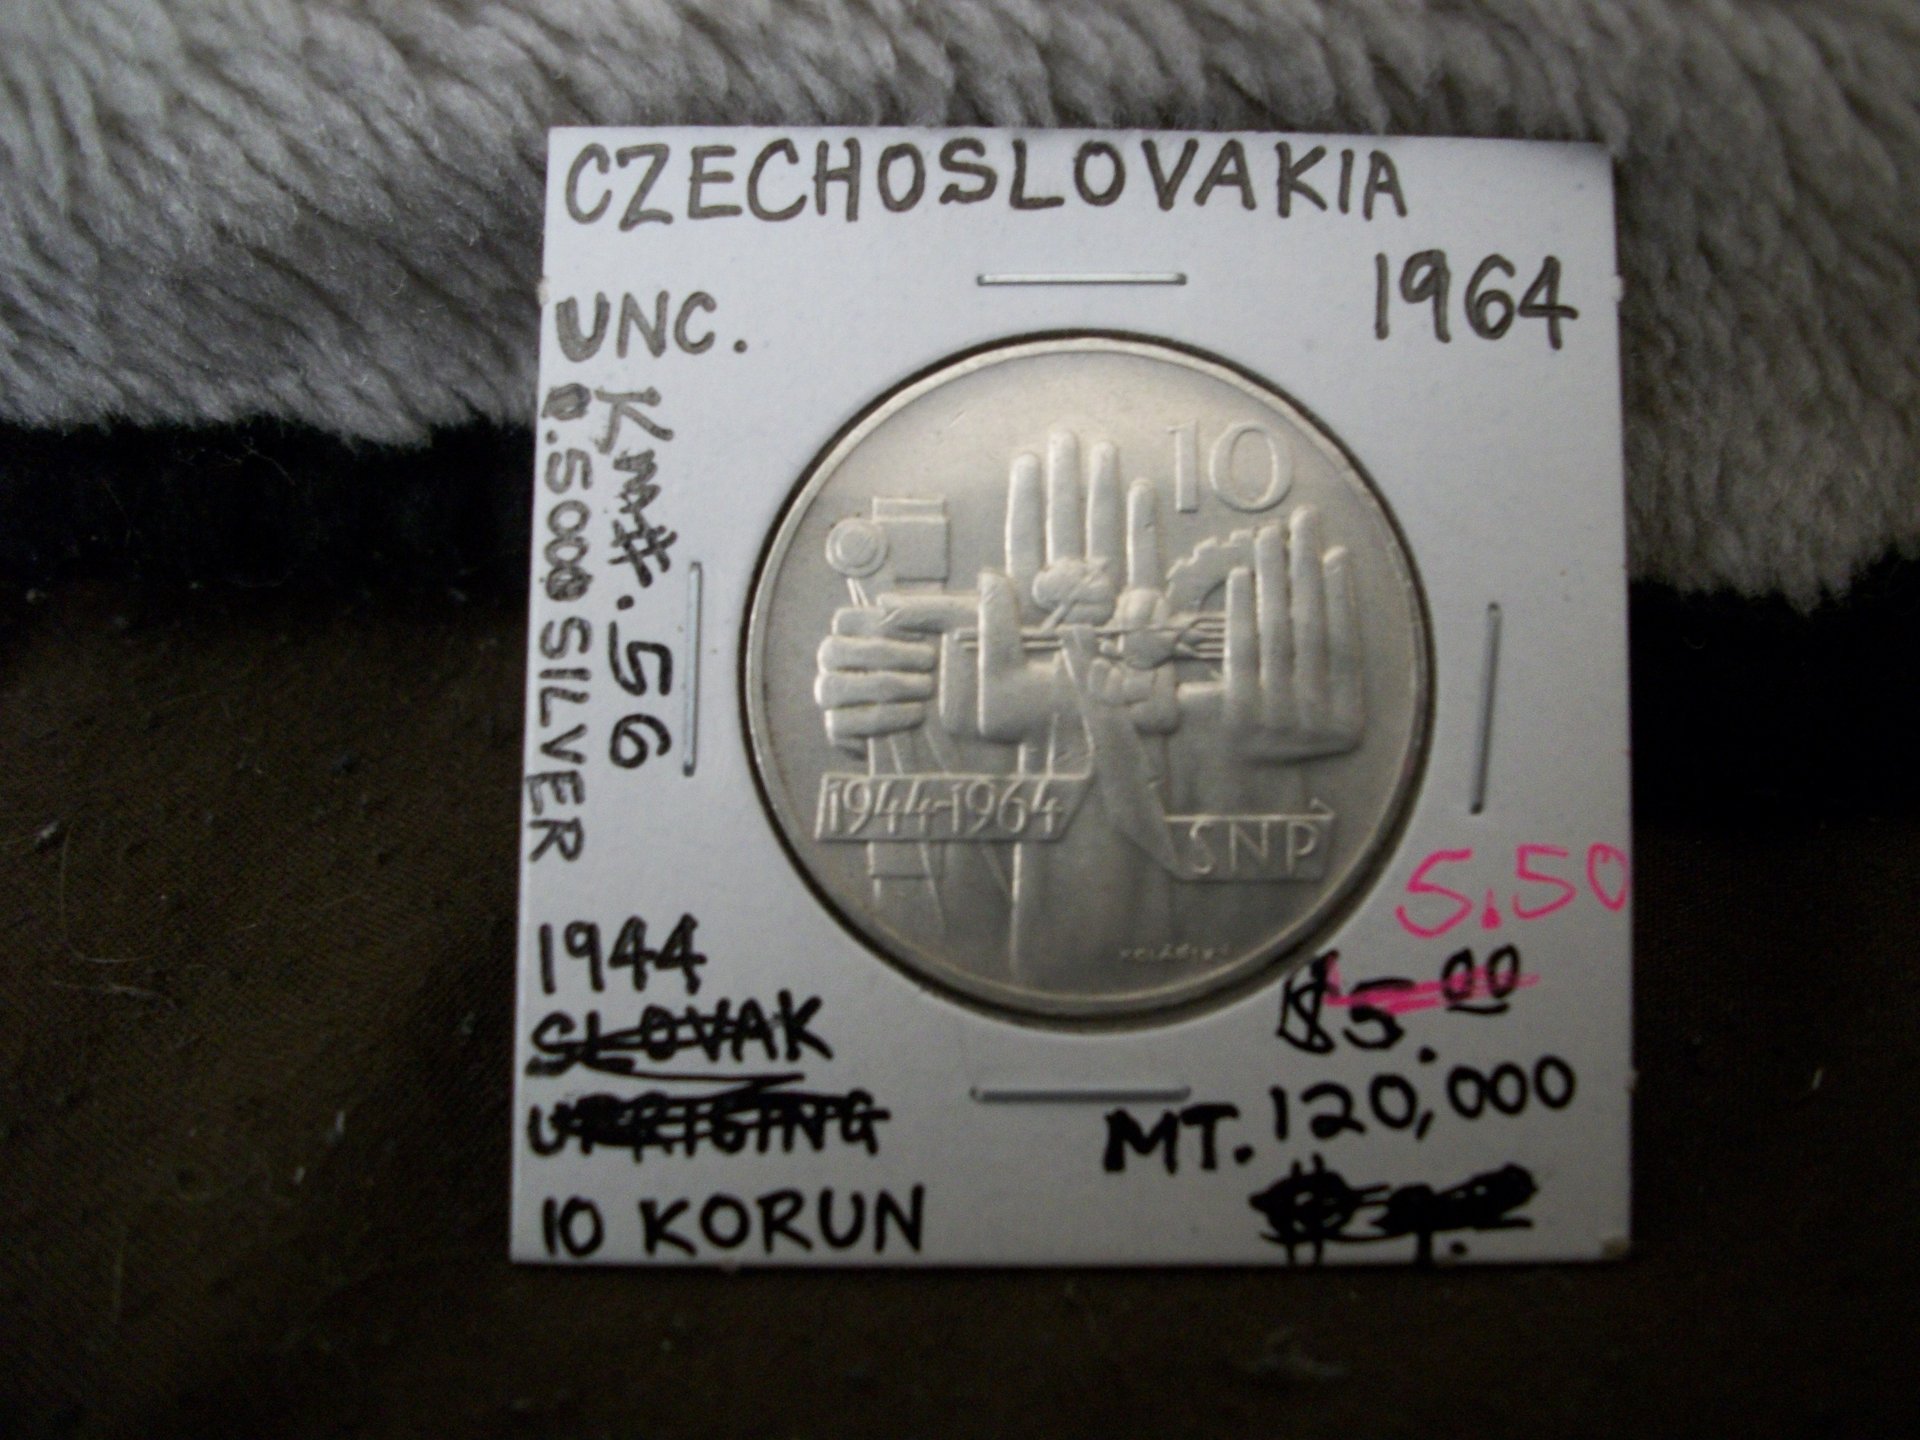 CZECHOSLOVAKIA
1964
UNC.
Km#.56
0.5000 SILVER
10
1944-1964
SNP
5.50
$5.00
1944
SLOVAK
UPRISING
MT. 120,000
10 KORUN